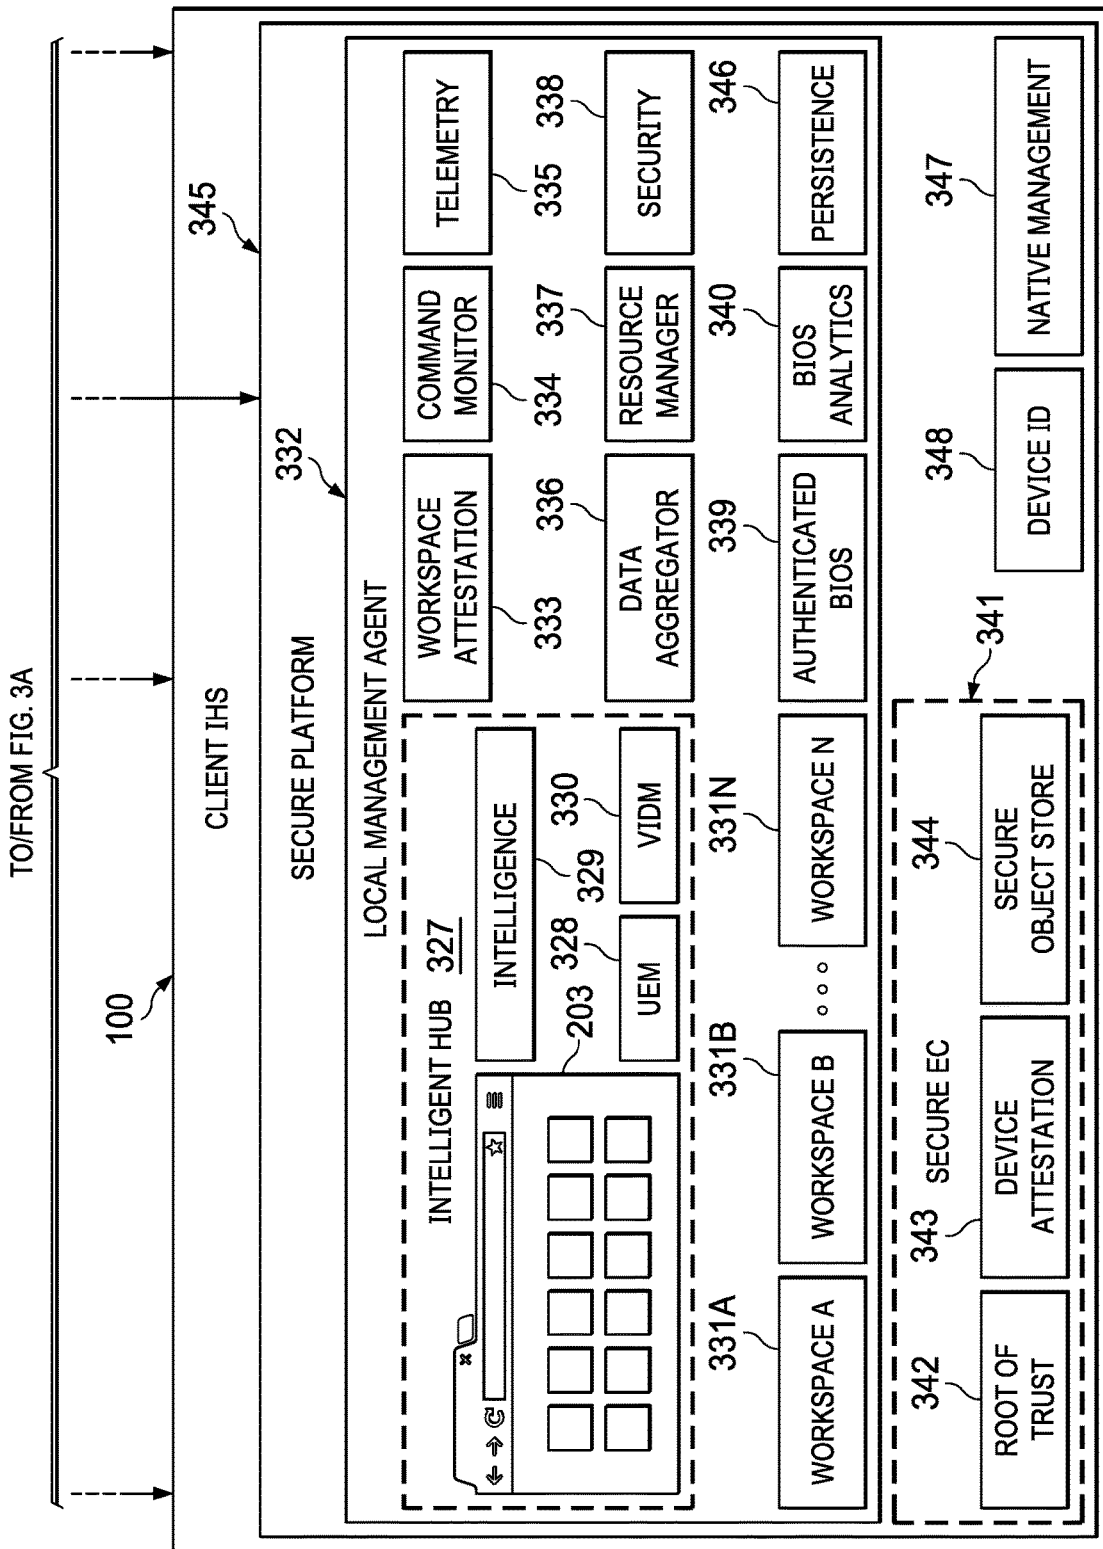 TO/FROM FIG. 3A
100
CLIENT IHS
345
SECURE PLATFORM
332
LOCAL MANAGEMENT AGENT
INTELLIGENT HUB 327
INTELLIGENCE
329
203
UEM
328
VIDM
330
WORKSPACE
ATTESTATION
333
COMMAND
MONITOR
334
TELEMETRY
335
336
DATA
AGGREGATOR
337
RESOURCE
MANAGER
338
SECURITY
331A
WORKSPACE A
331B
WORKSPACE B
331N
WORKSPACE N
339
AUTHENTICATED
BIOS
340
BIOS
ANALYTICS
346
PERSISTENCE
341
SECURE EC
342
ROOT OF
TRUST
343
DEVICE
ATTESTATION
344
SECURE
OBJECT STORE
348
DEVICE ID
347
NATIVE MANAGEMENT